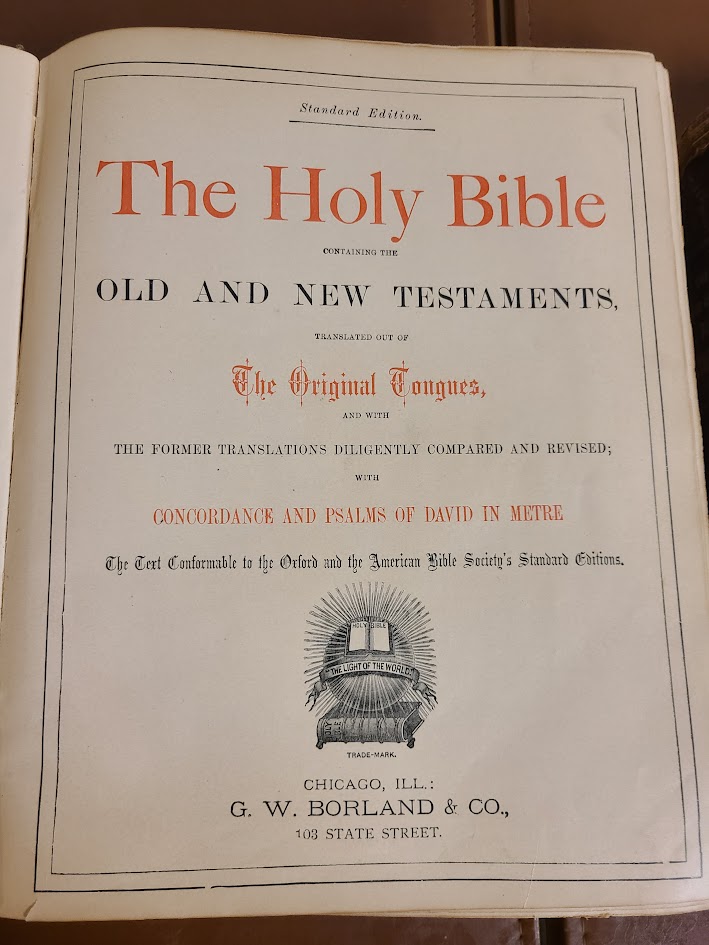 Standard Edition.
The Holy Bible
CONTAINING THE
OLD AND NEW TESTAMENTS,
TRANSLATED OUT OF
The Original Tongues,
AND WITH
THE FORMER TRANSLATIONS DILIGENTLY COMPARED AND REVISED;
WITH
CONCORDANCE AND PSALMS OF DAVID IN METRE
The Text Conformable to the Oxford and the American Bible Society's Standard Editions.
HOLY BIBLE
"THE LIGHT OF THE WORLD."
HOLY BIBLE
TRADE-MARK.
CHICAGO, ILL.:
G. W. BORLAND & CO.,
103 STATE STREET.